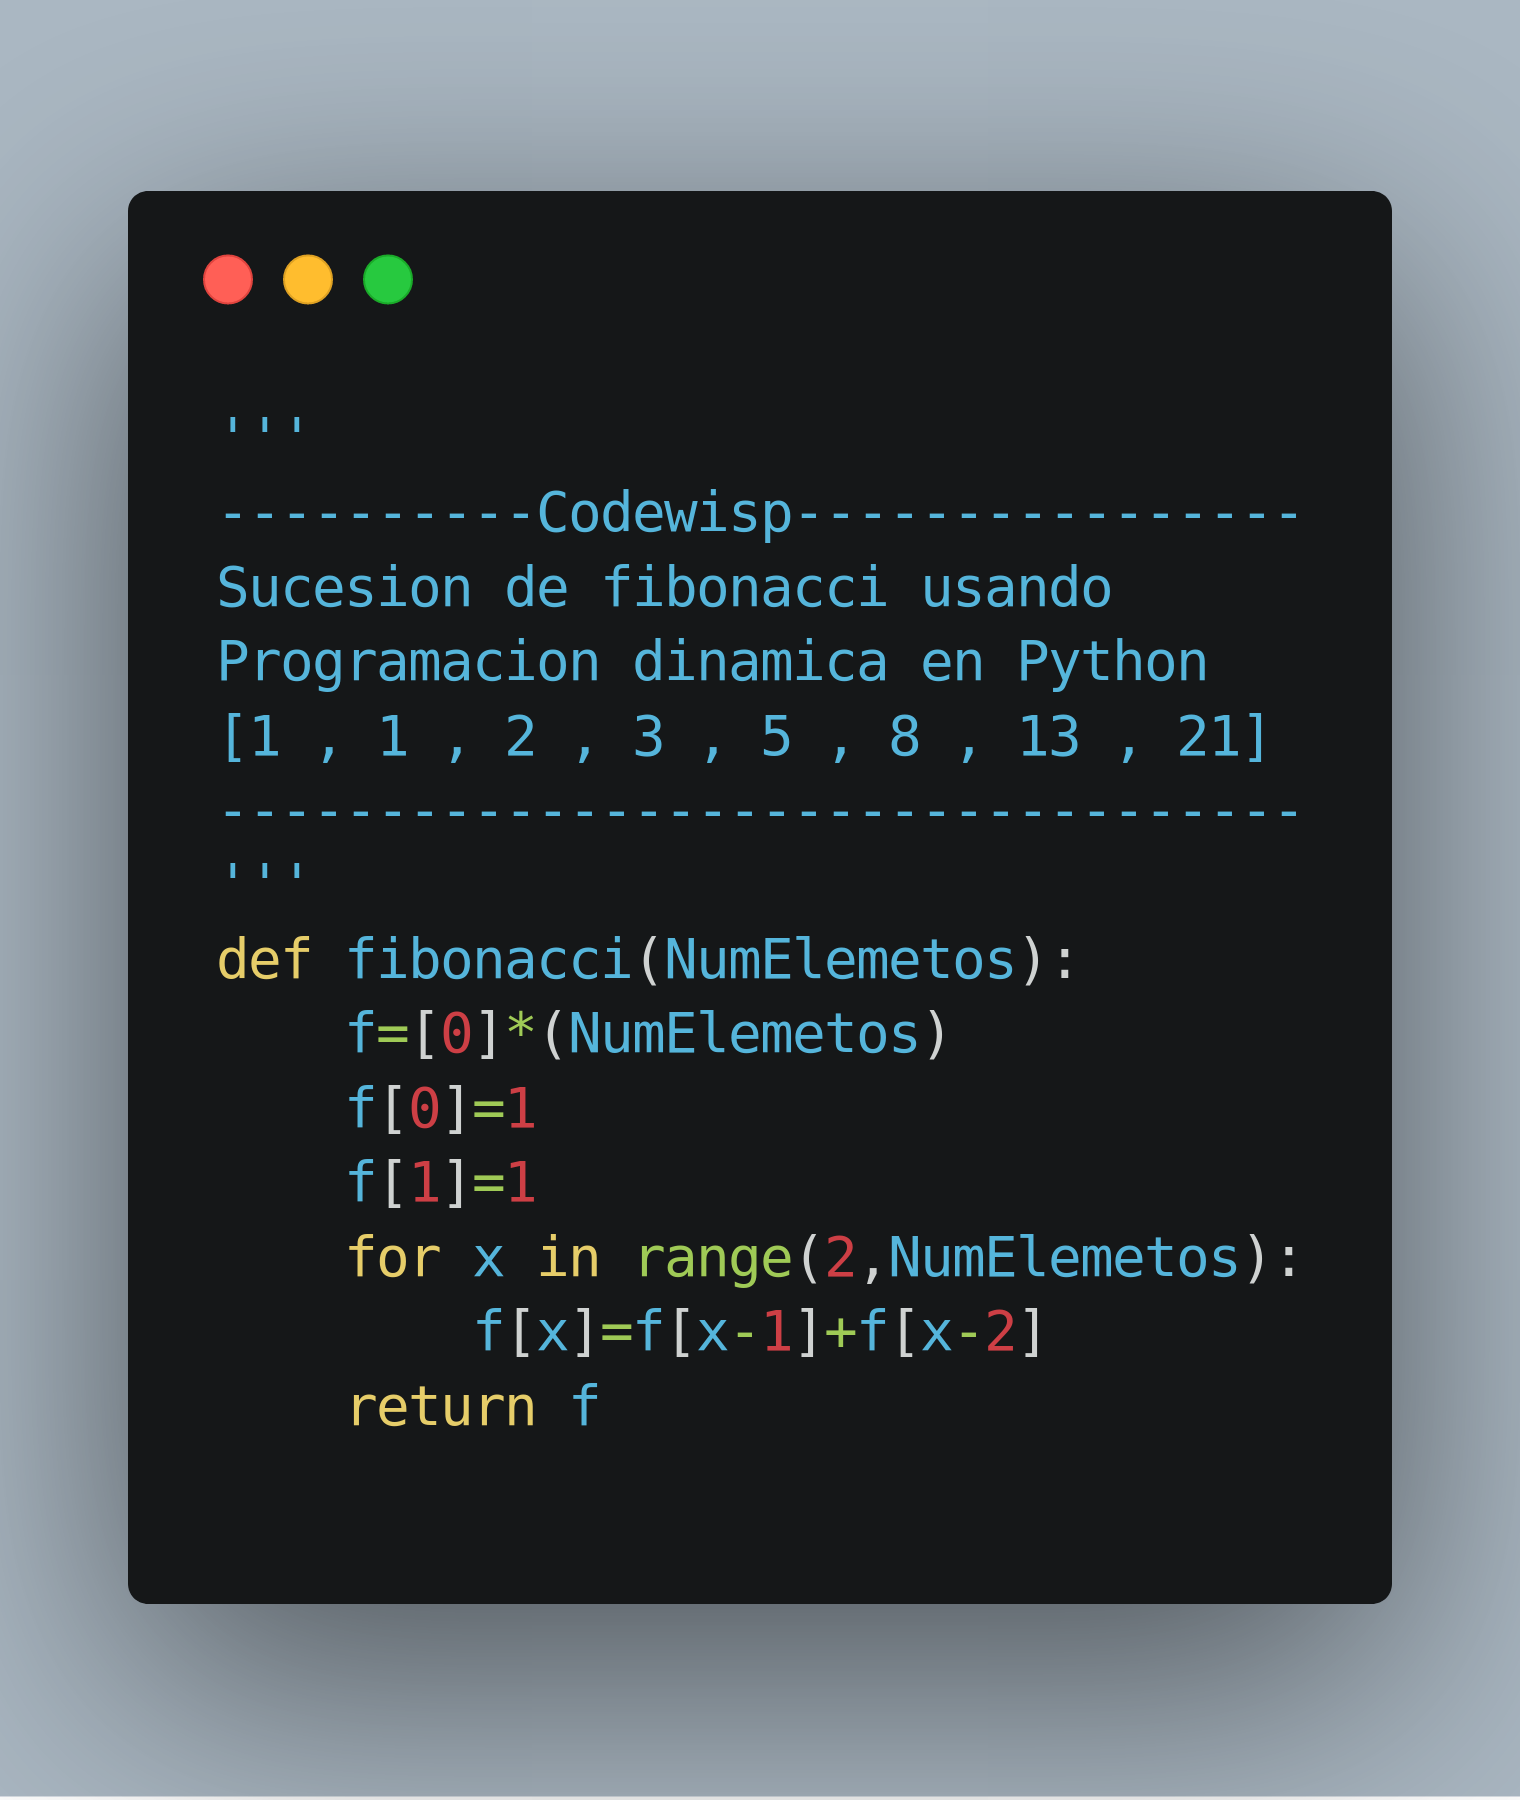 '''
----------Codewisp----------------
Sucesion de fibonacci usando
Programacion dinamica en Python
[1 , 1 , 2 , 3 , 5 , 8 , 13 , 21]
----------------------------------
'''
def fibonacci(NumElemetos):
    f=[0]*(NumElemetos)
    f[0]=1
    f[1]=1
    for x in range(2,NumElemetos):
        f[x]=f[x-1]+f[x-2]
    return f